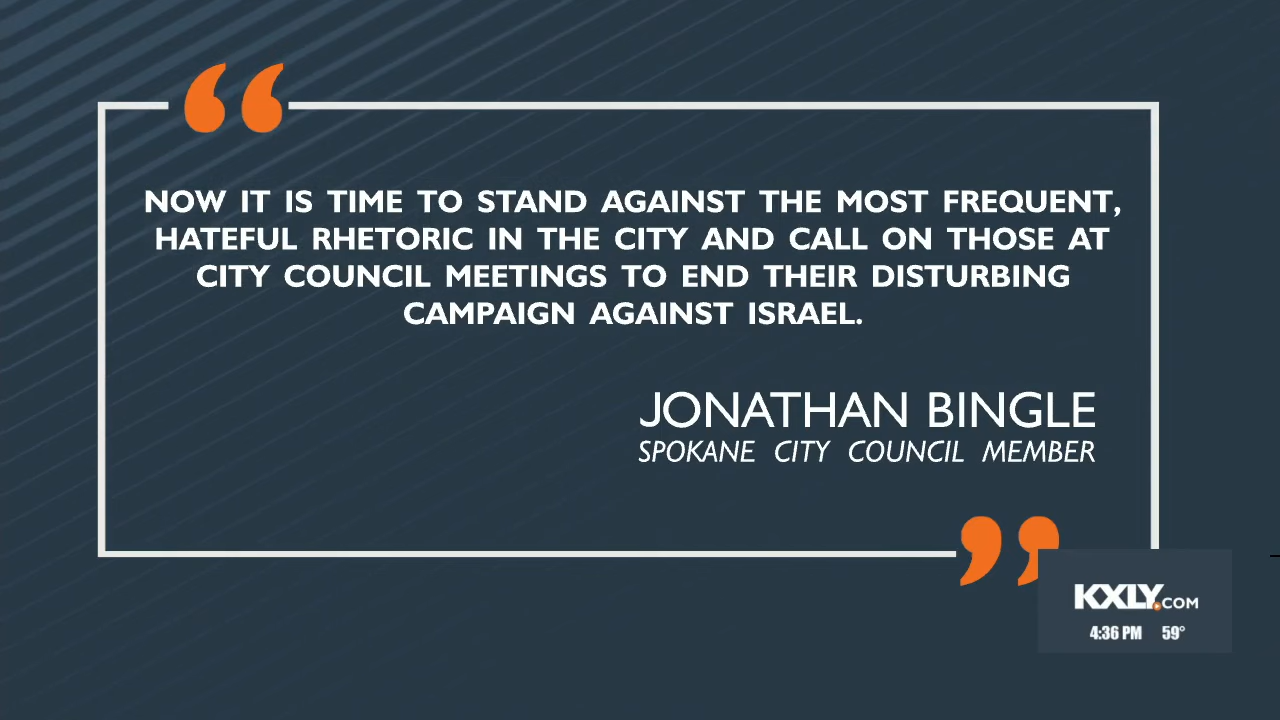 “
NOW IT IS TIME TO STAND AGAINST THE MOST FREQUENT,
HATEFUL RHETORIC IN THE CITY AND CALL ON THOSE AT
CITY COUNCIL MEETINGS TO END THEIR DISTURBING
CAMPAIGN AGAINST ISRAEL.
JONATHAN BINGLE
SPOKANE CITY COUNCIL MEMBER
”
KXLY.COM
4:36 PM 59°